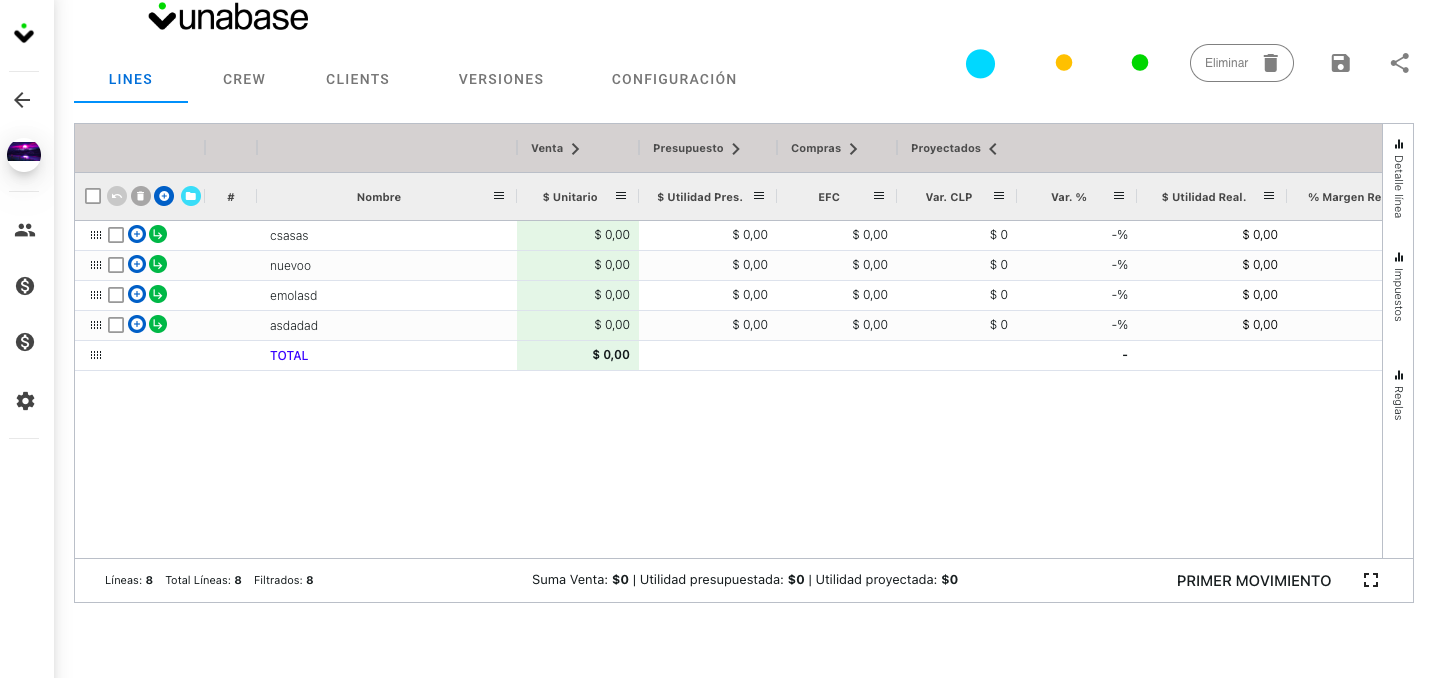 unabase
LINES CREW CLIENTS VERSIONES CONFIGURACIÓN
Eliminar
Venta Presupuesto Compras Proyectados
# Nombre $ Unitario $ Utilidad Pres. EFC Var. CLP Var. % $ Utilidad Real. % Margen Re
csasas $ 0,00 $ 0,00 $ 0,00 $ 0 -% $ 0,00
nuevoo $ 0,00 $ 0,00 $ 0,00 $ 0 -% $ 0,00
emolasd $ 0,00 $ 0,00 $ 0,00 $ 0 -% $ 0,00
asdadad $ 0,00 $ 0,00 $ 0,00 $ 0 -% $ 0,00
TOTAL $ 0,00 -
Detalle línea
Impuestos
Reglas
Líneas: 8 Total Líneas: 8 Filtrados: 8 Suma Venta: $0 | Utilidad presupuestada: $0 | Utilidad proyectada: $0 PRIMER MOVIMIENTO